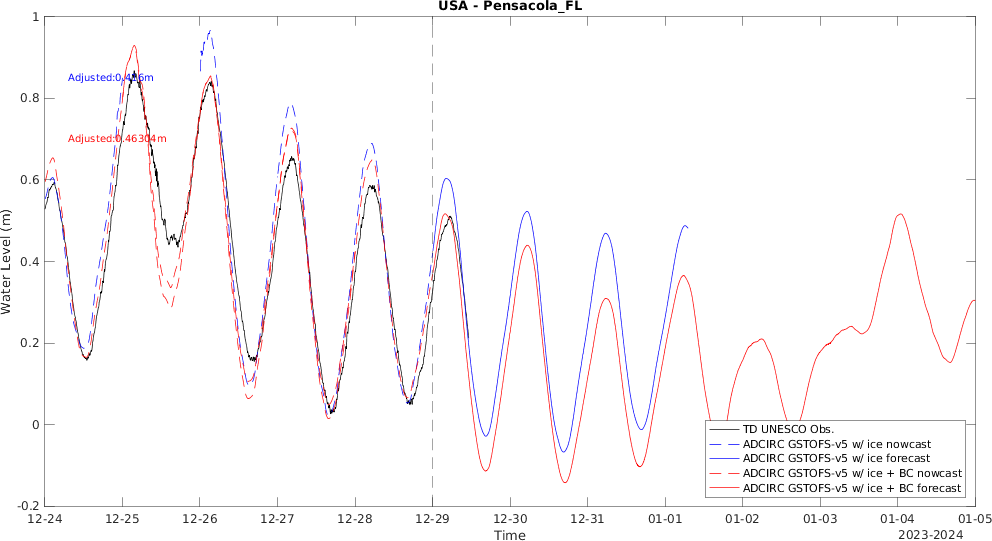 USA - Pensacola_FL
1
0.8
0.6
0.4
0.2
0
-0.2
Water Level (m)
Adjusted:0.46304m
12-24
12-25
12-26
12-27
12-28
12-29
12-30
12-31
01-01
01-02
01-03
01-04
01-05
Time
2023-2024
TD UNESCO Obs.
ADCIRC GSTOFS-v5 w/ ice nowcast
ADCIRC GSTOFS-v5 w/ ice forecast
ADCIRC GSTOFS-v5 w/ ice + BC nowcast
ADCIRC GSTOFS-v5 w/ ice + BC forecast